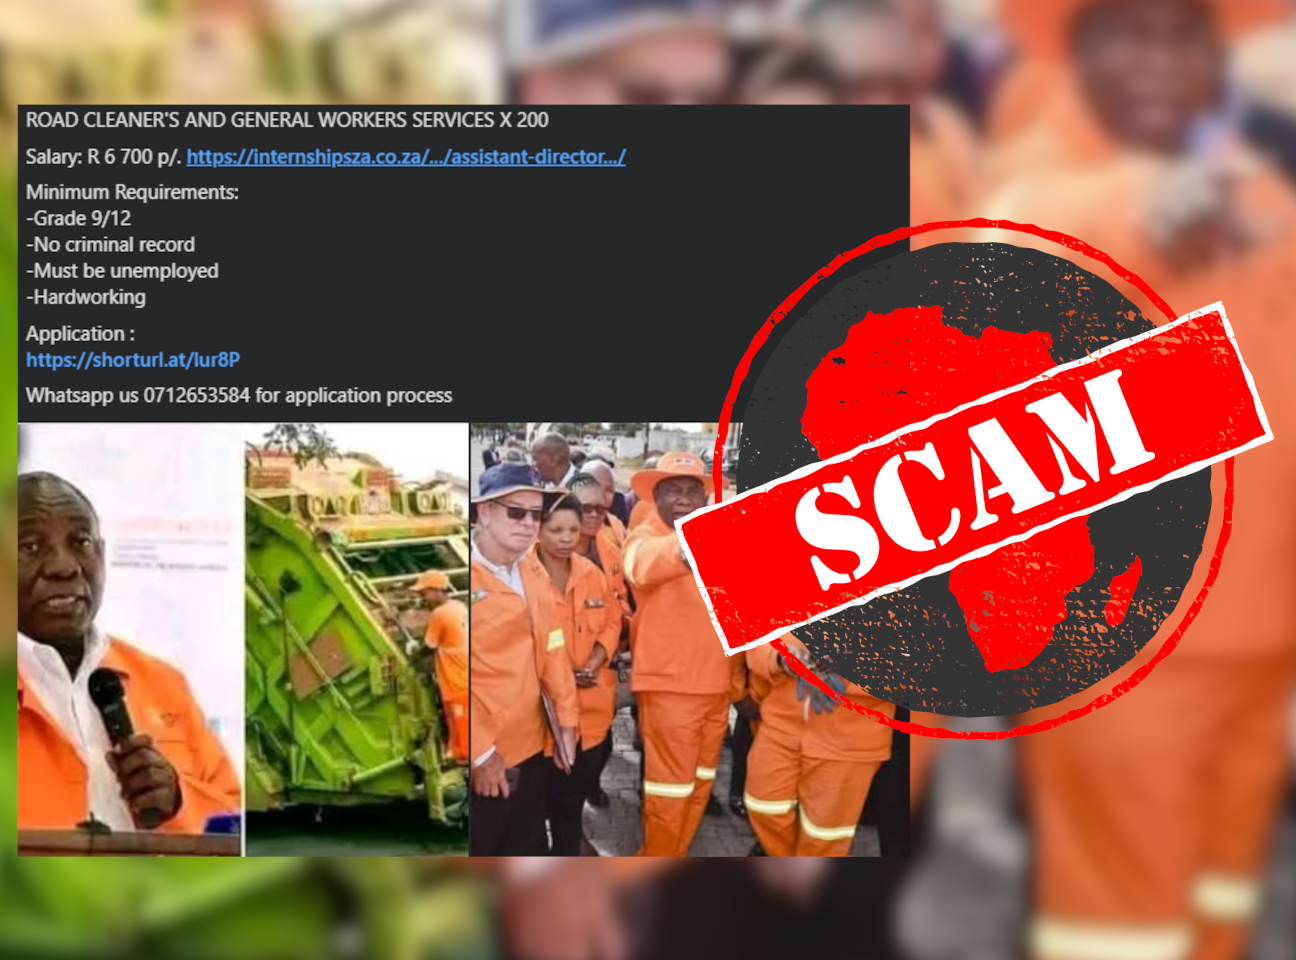 ROAD CLEANER'S AND GENERAL WORKERS SERVICES X 200
Salary: R 6 700 p/. https://internshipsza.co.za/.../assistant-director.../
Minimum Requirements:
-Grade 9/12
-No criminal record
-Must be unemployed
-Hardworking
Application :
https://shorturl.at/lur8P
Whatsapp us 0712653584 for application process
SCAM